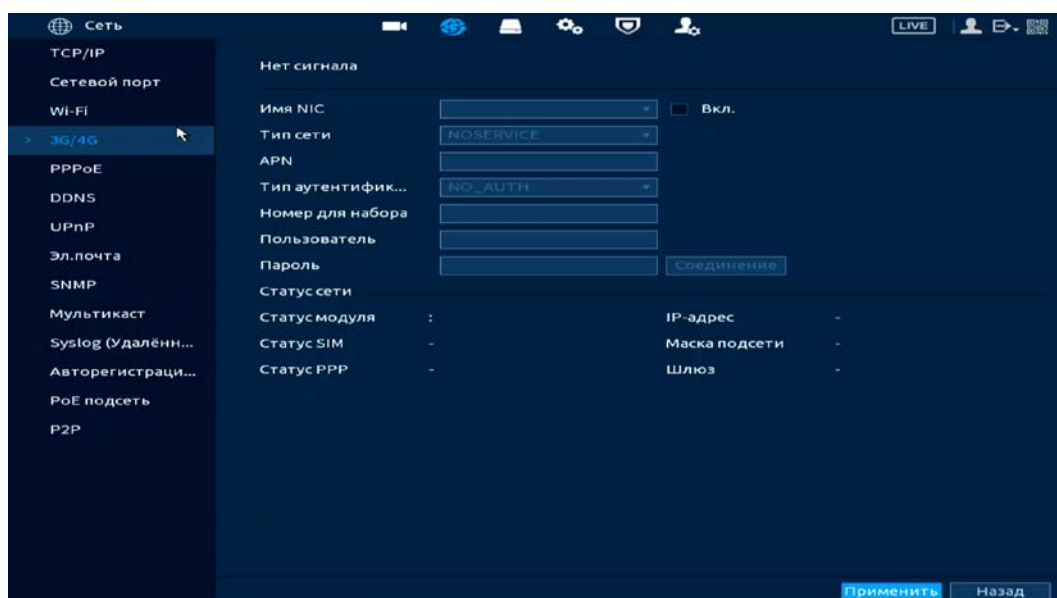 Сеть
LIVE
TCP/IP
Сетевой порт
Wi-Fi
> 3G/4G
PPPoE
DDNS
UPnP
Эл.почта
SNMP
Мультикаст
Syslog (Удалённ...
Авторегистраци...
PoE подсеть
P2P
Нет сигнала
Имя NIC
Вкл.
Тип сети NOSERVICE
APN
Тип аутентифик... NO_AUTH
Номер для набора
Пользователь
Пароль Соединение
Статус сети
Статус модуля : IP-адрес -
Статус SIM - Маска подсети -
Статус PPP - Шлюз -
Применить Назад